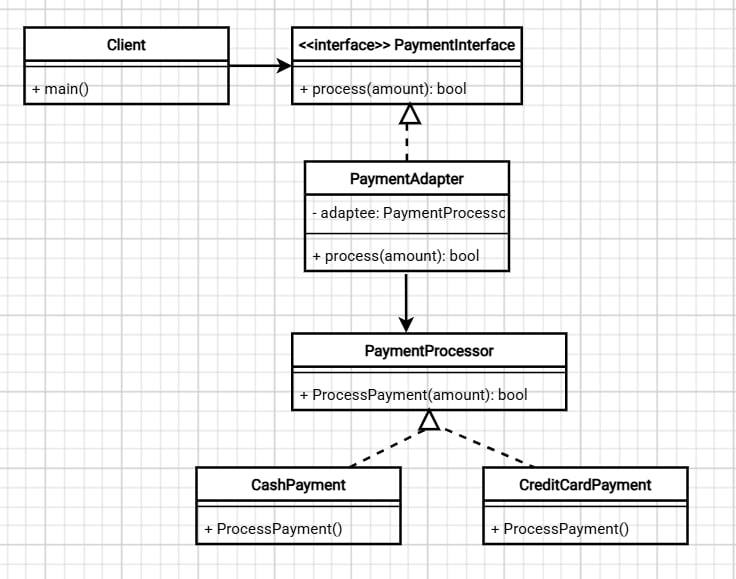 Client
<<interface>> PaymentInterface
+ main()
+ process(amount): bool
PaymentAdapter
- adaptee: PaymentProcessc
+ process(amount): bool
PaymentProcessor
+ ProcessPayment(amount): bool
CashPayment
CreditCardPayment
+ ProcessPayment()
+ ProcessPayment()